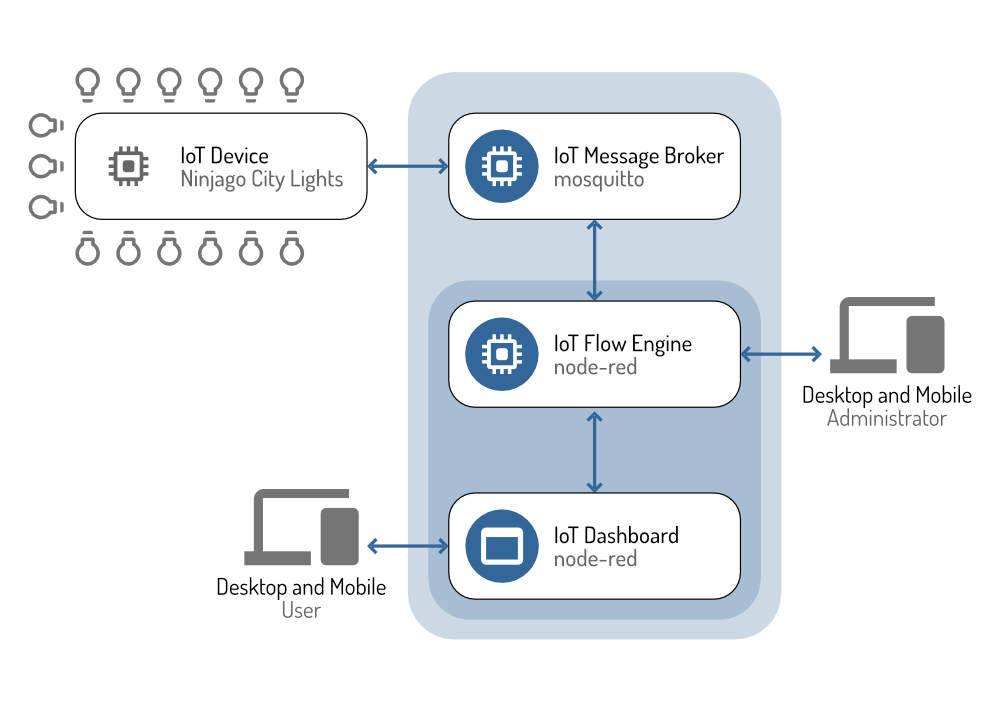 IoT Device
Ninjago City Lights
IoT Message Broker
mosquitto
IoT Flow Engine
node-red
Desktop and Mobile
Administrator
IoT Dashboard
node-red
Desktop and Mobile
User